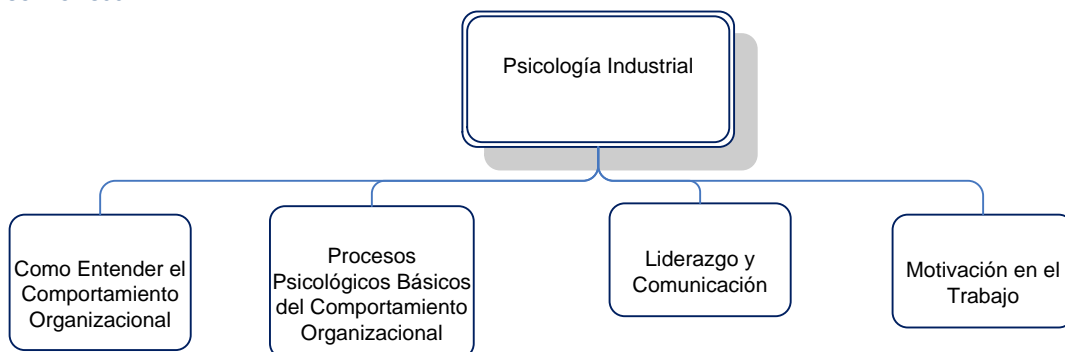 Psicología Industrial
Como Entender el
Comportamiento
Organizacional
Procesos
Psicológicos Básicos
del Comportamiento
Organizacional
Liderazgo y
Comunicación
Motivación en el
Trabajo